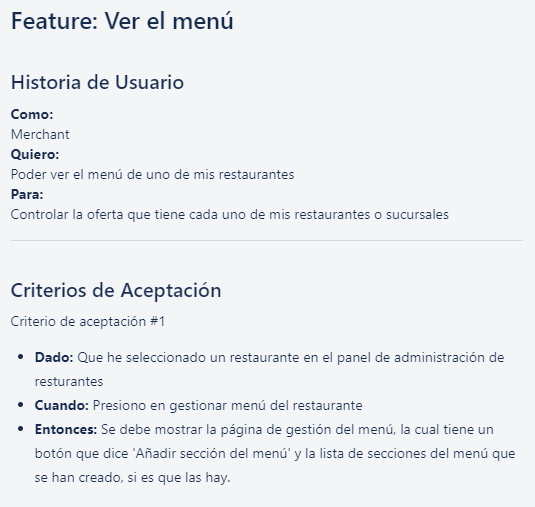 Feature: Ver el menú
Historia de Usuario
Como:
Merchant
Quiero:
Poder ver el menú de uno de mis restaurantes
Para:
Controlar la oferta que tiene cada uno de mis restaurantes o sucursales
Criterios de Aceptación
Criterio de aceptación #1
• Dado: Que he seleccionado un restaurante en el panel de administración de
resturantes
• Cuando: Presiono en gestionar menú del restaurante
• Entonces: Se debe mostrar la página de gestión del menú, la cual tiene un
botón que dice 'Añadir sección del menú' y la lista de secciones del menú que
se han creado, si es que las hay.